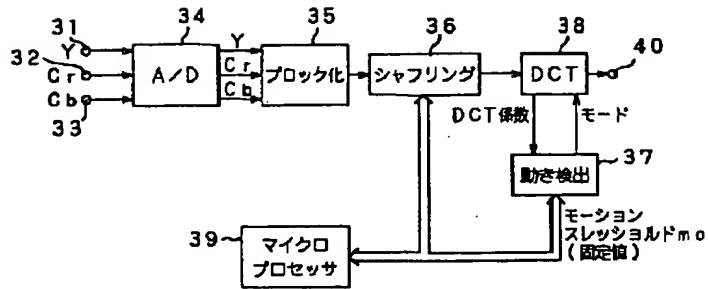 31
Y
32
Cr
Cb
33
34
A/D
Y
Cr
Cb
35
ブロック化
36
シャフリング
38
DCT
40
DCT係数
モード
37
動き検出
39
マイクロ
プロセッサ
モーション
スレッショルドmo
(固定値)